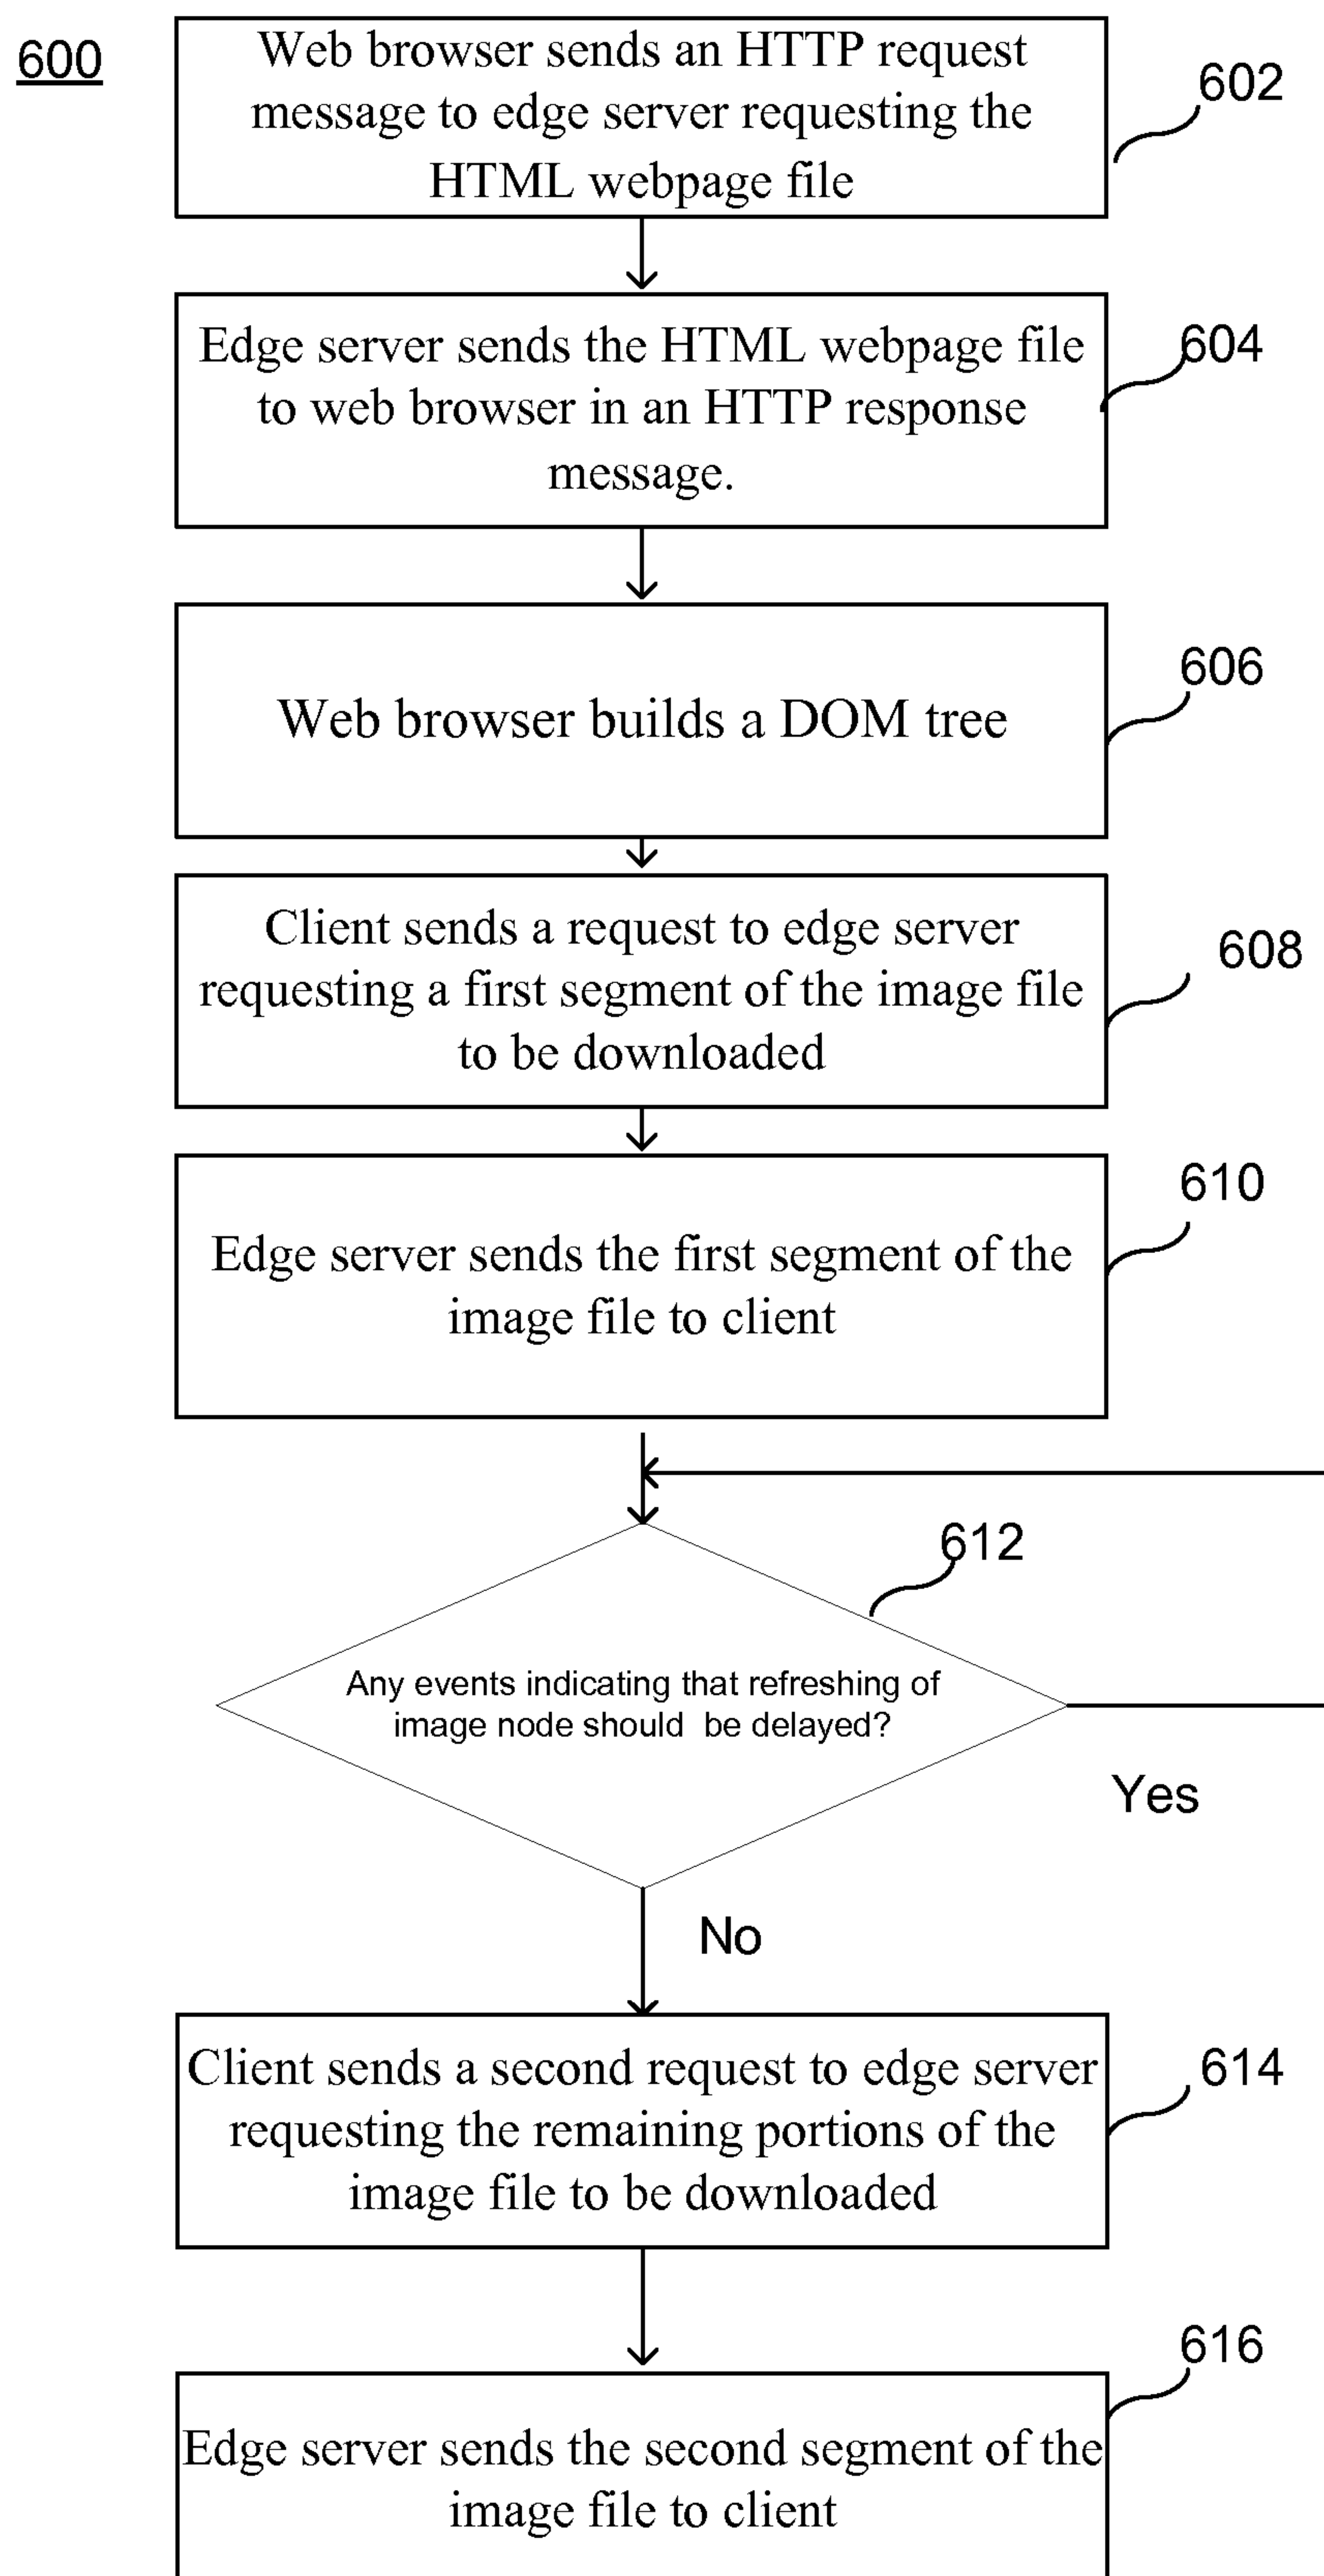 600
Web browser sends an HTTP request
message to edge server requesting the
HTML webpage file
602
Edge server sends the HTML webpage file
to web browser in an HTTP response
message.
604
Web browser builds a DOM tree
606
Client sends a request to edge server
requesting a first segment of the image file
to be downloaded
608
Edge server sends the first segment of the
image file to client
610
612
Any events indicating that refreshing of
image node should be delayed?
Yes
No
Client sends a second request to edge server
requesting the remaining portions of the
image file to be downloaded
614
616
Edge server sends the second segment of the
image file to client